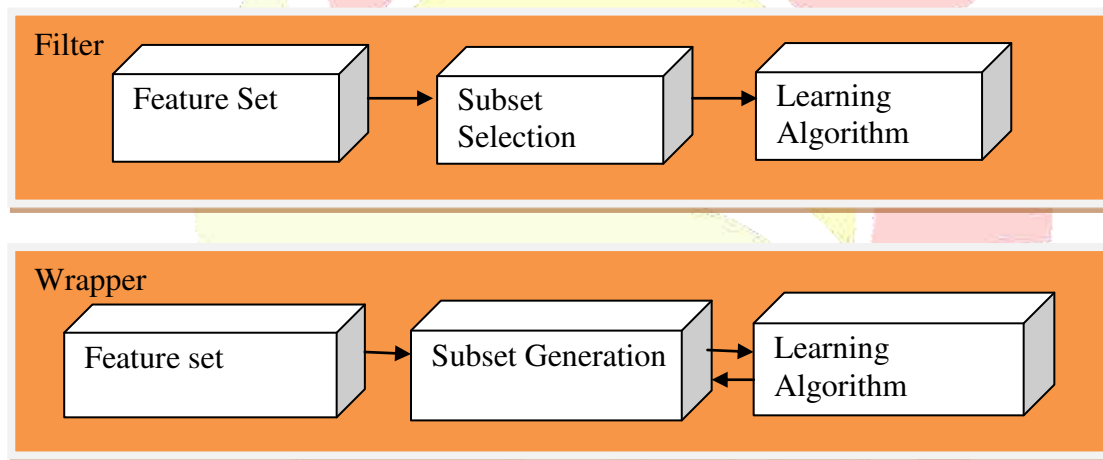 Filter
Feature Set
Subset
Selection
Learning
Algorithm
Wrapper
Feature set
Subset Generation
Learning
Algorithm